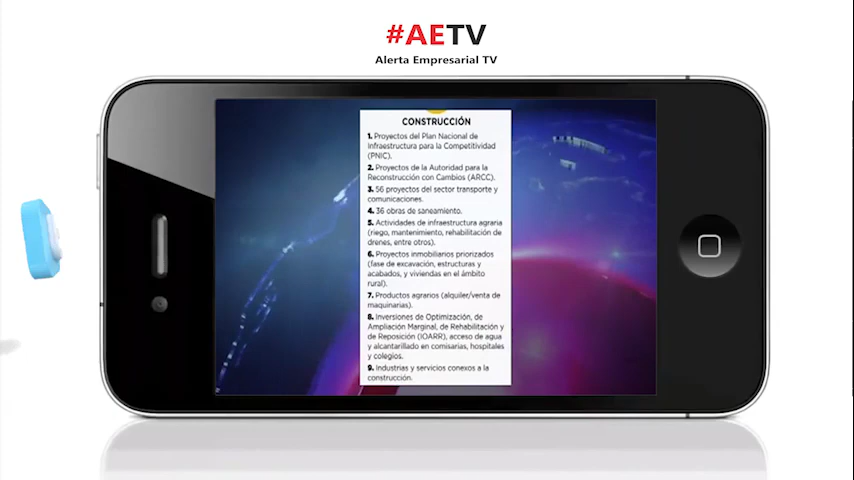 #AETV
Alerta Empresarial TV
CONSTRUCCIÓN
1. Proyectos del Plan Nacional de
Infraestructura para la Competitividad
(PNIC).
2. Proyectos de la Autoridad para la
Reconstrucción con Cambios (ARCC).
3. 56 proyectos del sector transporte y
comunicaciones.
4. 36 obras de saneamiento.
5. Actividades de infraestructura agraria
(riego, mantenimiento, rehabilitación de
drenes, entre otros).
6. Proyectos inmobiliarios priorizados
(fase de excavación, estructuras y
acabados, y viviendas en el ámbito
rural).
7. Productos agrarios (alquiler/venta de
maquinarias).
8. Inversiones de Optimización, de
Ampliación Marginal, de Rehabilitación y
de Reposición (IOARR), acceso de agua
y alcantarillado en comisarias, hospitales
y colegios.
9. Industrias y servicios conexos a la
construcción.